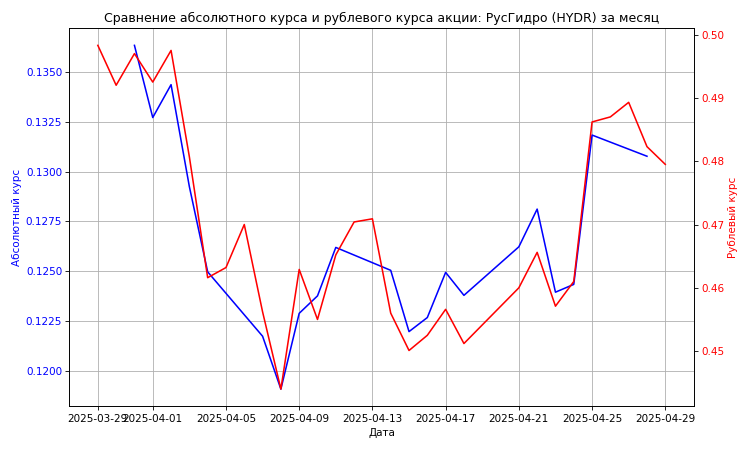 Сравнение абсолютного курса и рублевого курса акции: РусГидро (HYDR) за месяц
Абсолютный курс
0.1350
0.1325
0.1300
0.1275
0.1250
0.1225
0.1200
0.50
0.49
0.48
0.47
0.46
0.45
Рублевый курс
2025-03-29 2025-04-01 2025-04-05 2025-04-09 2025-04-13 2025-04-17 2025-04-21 2025-04-25 2025-04-29
Дата